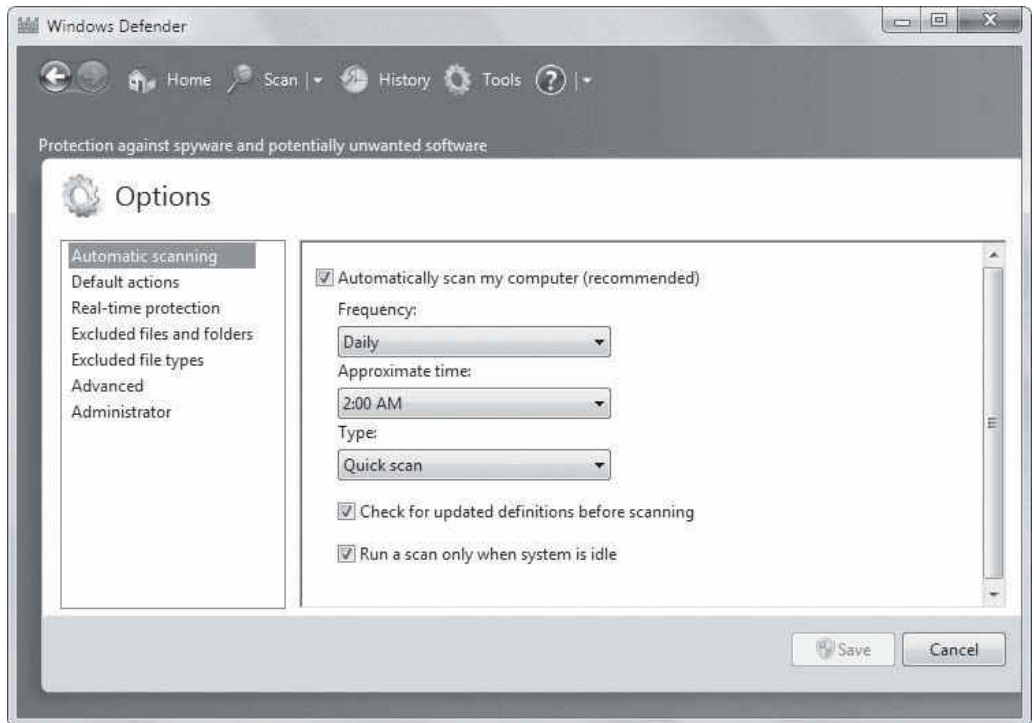 Windows Defender
Home Scan History Tools ?
Protection against spyware and potentially unwanted software
Options
Automatic scanning
Default actions
Real-time protection
Excluded files and folders
Excluded file types
Advanced
Administrator
Automatically scan my computer (recommended)
Frequency:
Daily
Approximate time:
2:00 AM
Type:
Quick scan
Check for updated definitions before scanning
Run a scan only when system is idle
Save Cancel